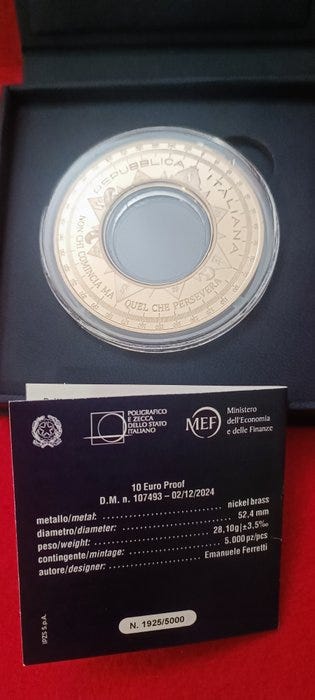 REPUBBLICA ITALIANA
NON CHI COMINCIA MA QUEL CHE PERSEVERA
POLIGRAFICO
E ZECCA
DELLO STATO
ITALIANO
MEF
Ministero
dell'Economia
e delle Finanze
10 Euro Proof
D.M. n. 107493 – 02/12/2024
metallo/metal: nickel brass
diametro/diameter: 52,4 mm
peso/weight: 28,10g|±3,5‰
contingente/mintage: 5.000 pz/pcs
autore/designer: Emanuele Ferretti
N. 1925/5000
IPZS S.p.A.